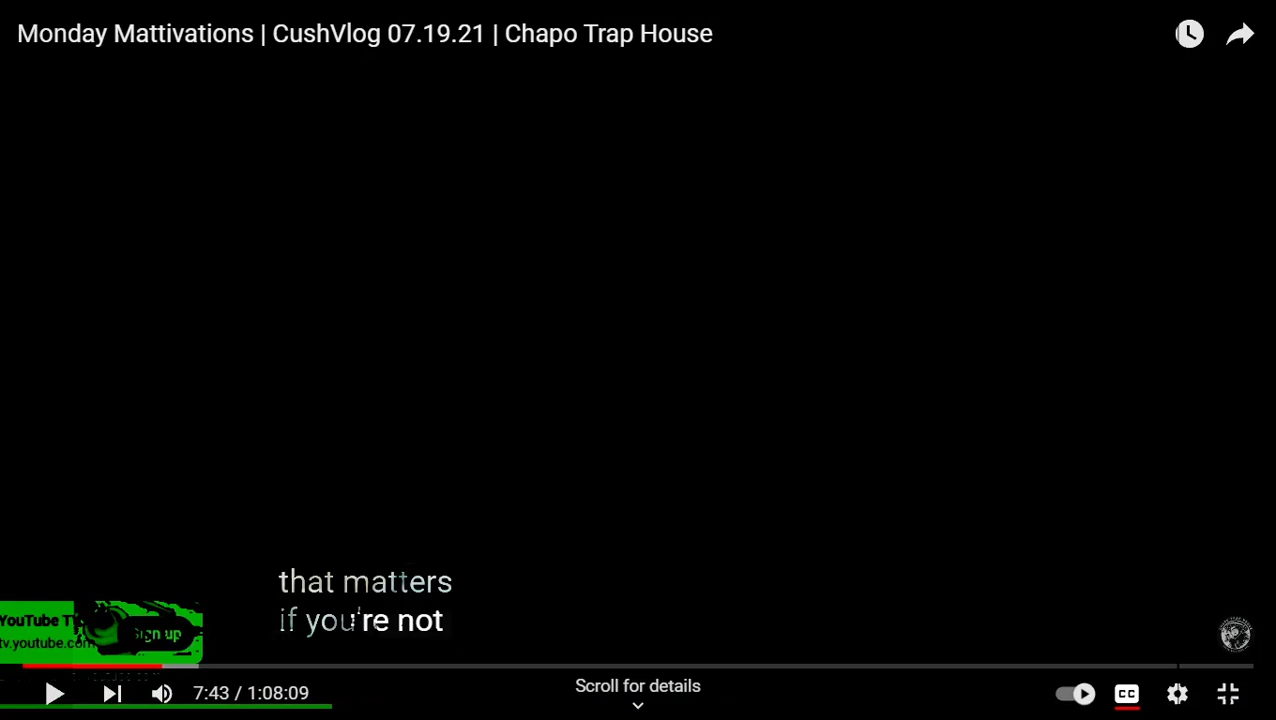 Monday Mattivations | CushVlog 07.19.21 | Chapo Trap House
that matters
if you're not
YouTube
Sign up
tv.youtube.com
7:43 / 1:08:09
Scroll for details
CC